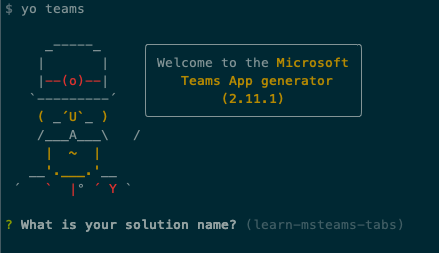 $ yo teams
Welcome to the Microsoft
Teams App generator
(2.11.1)
? What is your solution name? (learn-msteams-tabs)